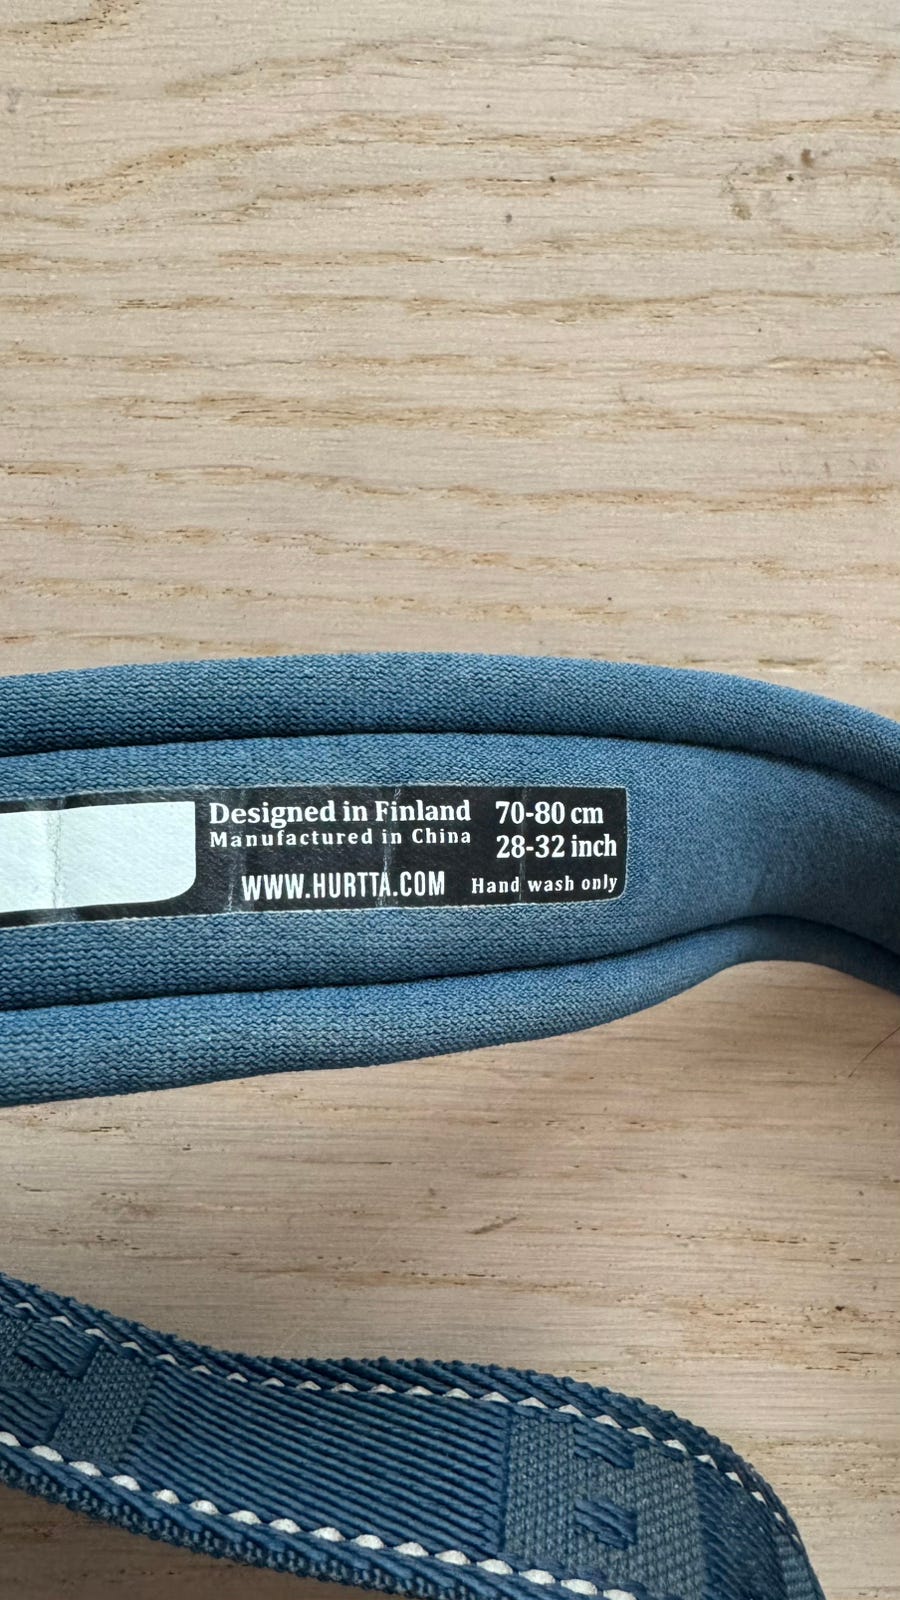 Designed in Finland
Manufactured in China
WWW.HURTTA.COM
70-80 cm
28-32 inch
Hand wash only